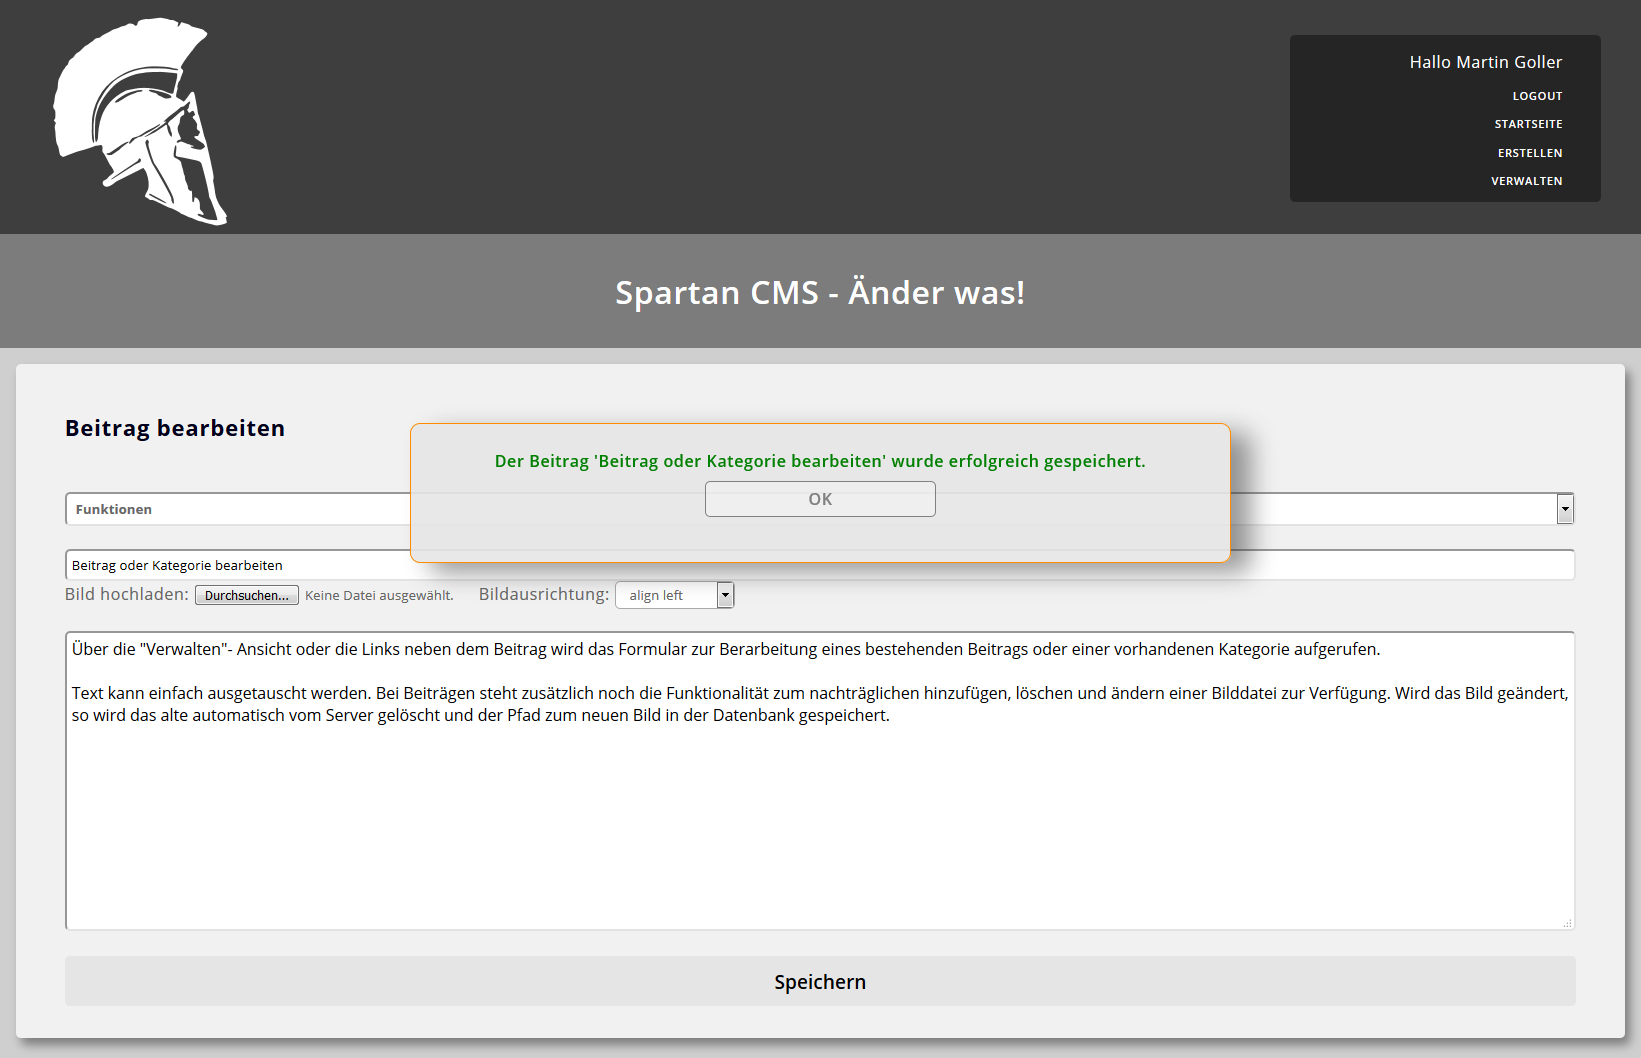 Hallo Martin Goller
LOGOUT
STARTSEITE
ERSTELLEN
VERWALTEN
Spartan CMS - Änder was!
Beitrag bearbeiten
Der Beitrag 'Beitrag oder Kategorie bearbeiten' wurde erfolgreich gespeichert.
OK
Funktionen
Beitrag oder Kategorie bearbeiten
Bild hochladen: Durchsuchen... Keine Datei ausgewählt. Bildausrichtung: align left
Über die "Verwalten"- Ansicht oder die Links neben dem Beitrag wird das Formular zur Berarbeitung eines bestehenden Beitrags oder einer vorhandenen Kategorie aufgerufen.
Text kann einfach ausgetauscht werden. Bei Beiträgen steht zusätzlich noch die Funktionalität zum nachträglichen hinzufügen, löschen und ändern einer Bilddatei zur Verfügung. Wird das Bild geändert,
so wird das alte automatisch vom Server gelöscht und der Pfad zum neuen Bild in der Datenbank gespeichert.
Speichern